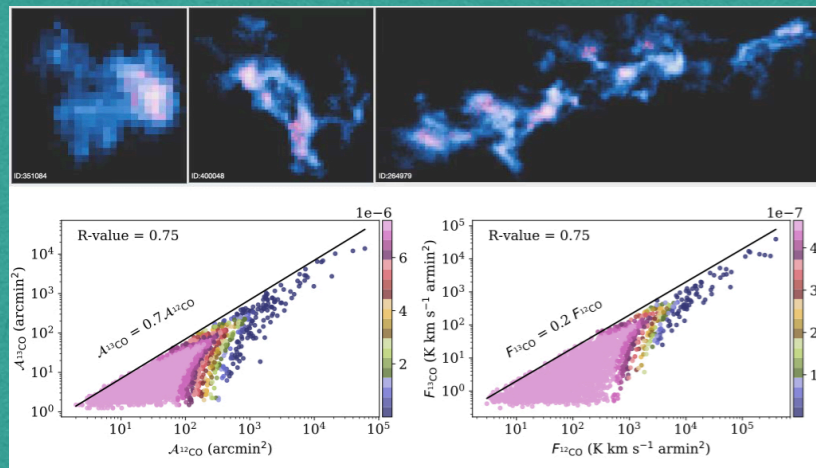 ID:351084
ID:400048
ID:264979
1e-6
R-value = 0.75
A¹³CO = 0.7 A¹²CO
A¹³CO (arcmin²)
10⁴
10³
10²
10¹
10⁰
6
4
2
10¹ 10² 10³ 10⁴ 10⁵
A¹²CO (arcmin²)
1e-7
R-value = 0.75
F¹³CO = 0.2 F¹²CO
F¹³CO (K km s⁻¹ armin²)
10⁵
10⁴
10³
10²
10¹
10⁰
4
3
2
1
10¹ 10² 10³ 10⁴ 10⁵
F¹²CO (K km s⁻¹ armin²)